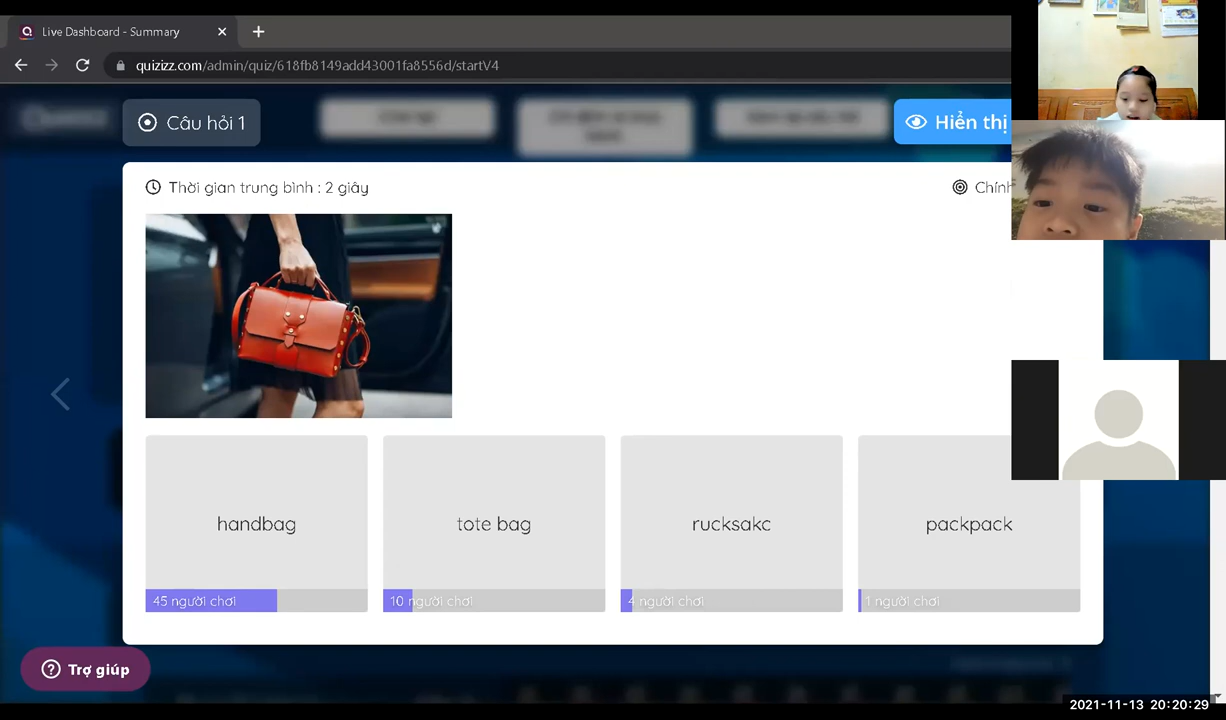 Live Dashboard - Summary
quizizz.com/admin/quiz/618fb8149add43001fa8556d/startV4
Câu hỏi 1
Hiển thị
Thời gian trung bình : 2 giây
Chính
handbag
tote bag
rucksakc
packpack
45 người chơi
10 người chơi
4 người chơi
1 người chơi
Trợ giúp
2021-11-13 20:20:29